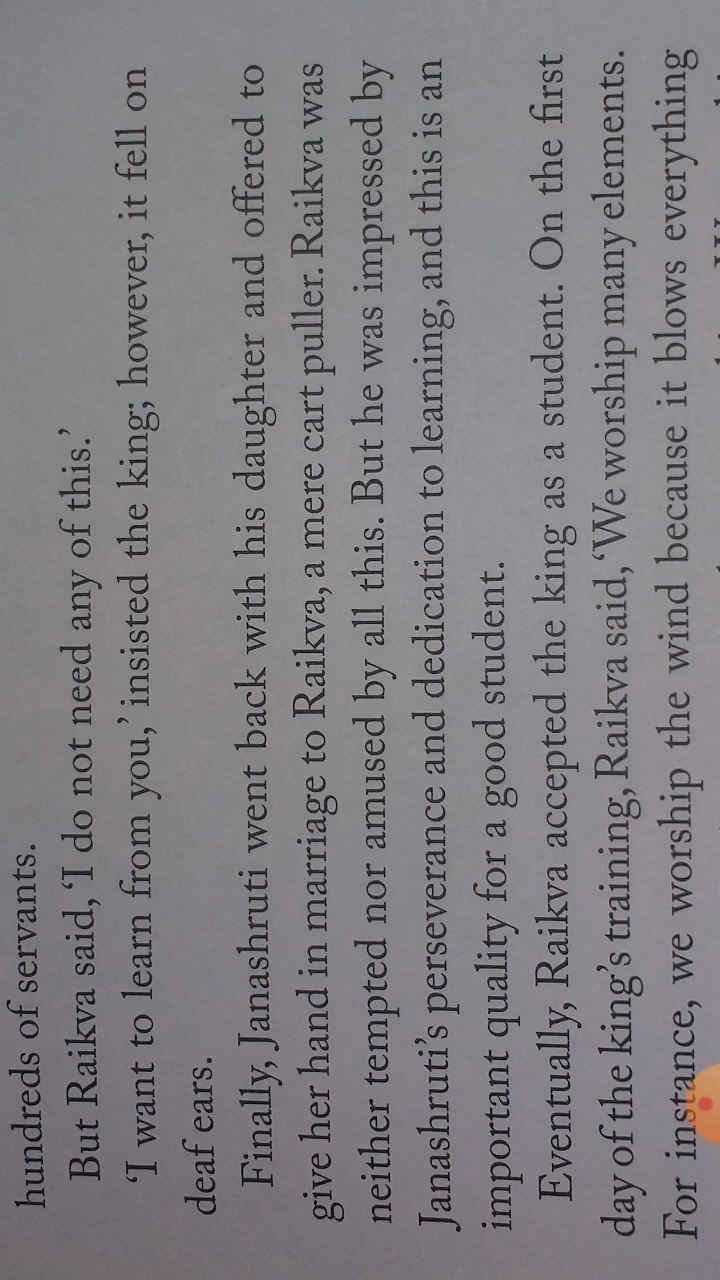 hundreds of servants.
But Raikva said, ‘I do not need any of this.’
‘I want to learn from you,’ insisted the king; however, it fell on
deaf ears.
Finally, Janashruti went back with his daughter and offered to
give her hand in marriage to Raikva, a mere cart puller. Raikva was
neither tempted nor amused by all this. But he was impressed by
Janashruti’s perseverance and dedication to learning, and this is an
important quality for a good student.
Eventually, Raikva accepted the king as a student. On the first
day of the king’s training, Raikva said, ‘We worship many elements.
For instance, we worship the wind because it blows everything